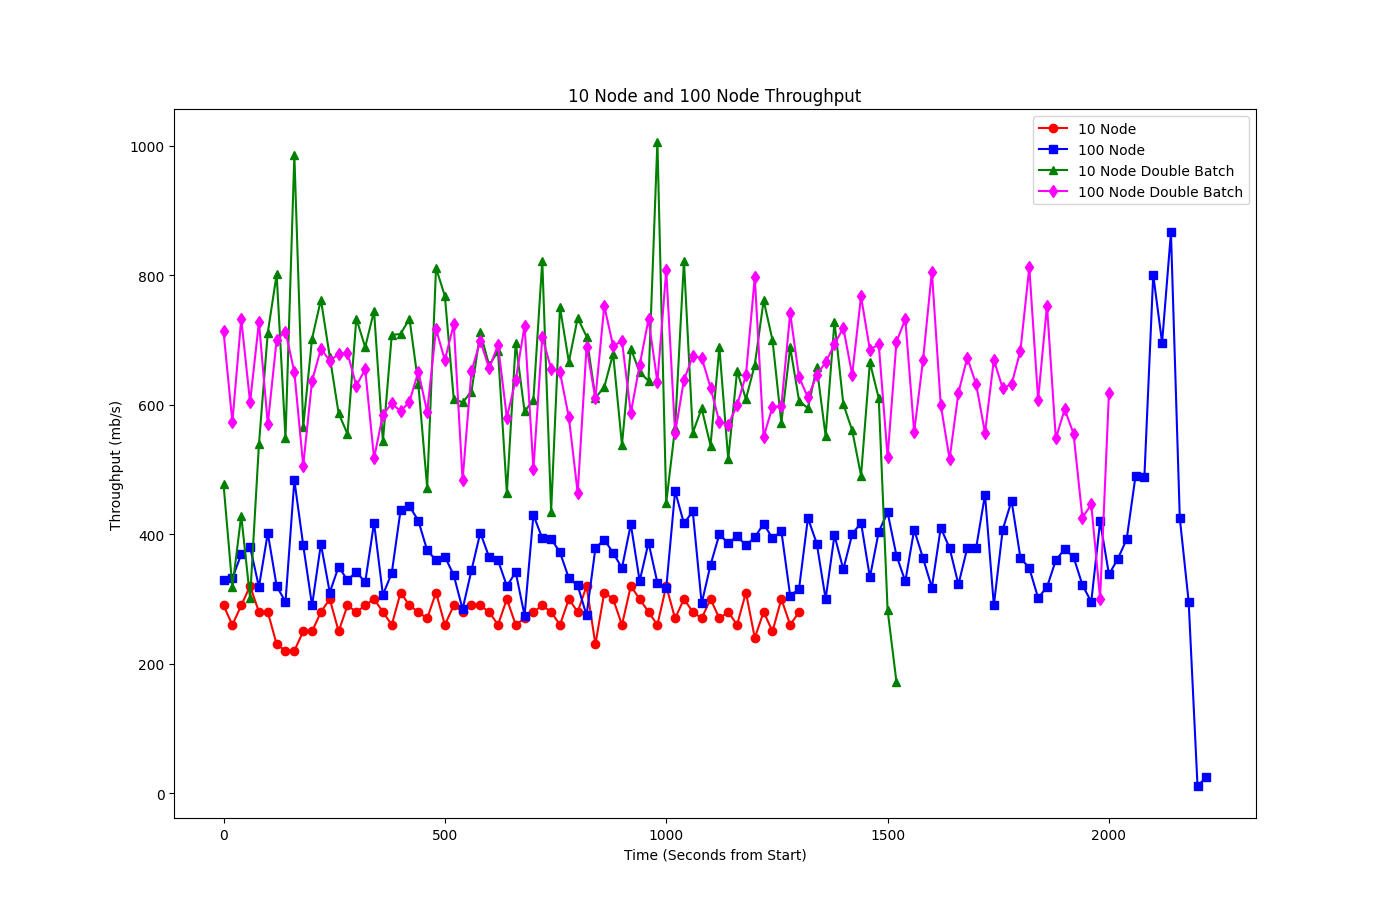 10 Node and 100 Node Throughput
10 Node
100 Node
10 Node Double Batch
100 Node Double Batch
Throughput (mb/s)
1000
800
600
400
200
0
0 500 1000 1500 2000
Time (Seconds from Start)